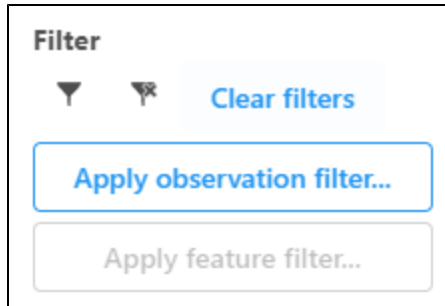 Filter
Clear filters
Apply observation filter...
Apply feature filter...